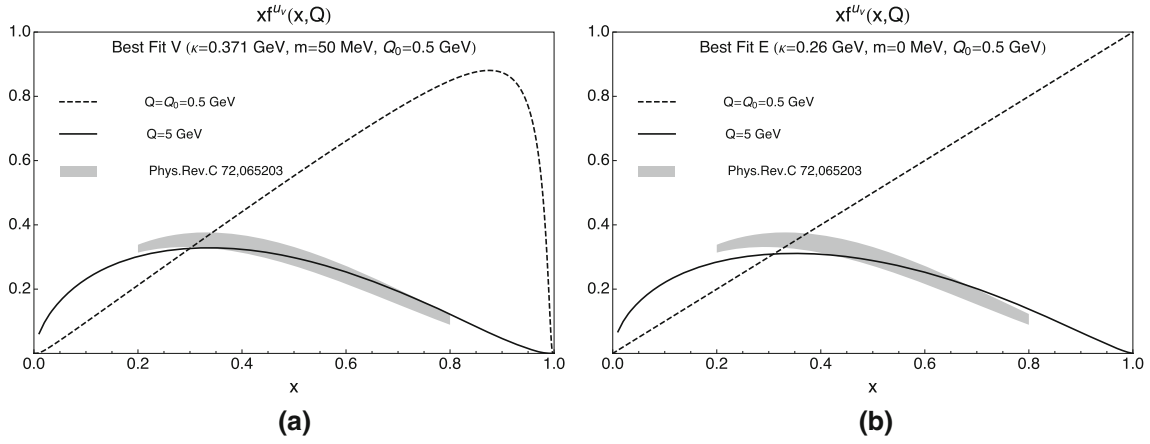 xf^{u_v}(x,Q)
Best Fit V (κ=0.371 GeV, m=50 MeV, Q₀=0.5 GeV)
Q=Q₀=0.5 GeV
Q=5 GeV
Phys.Rev.C 72,065203
1.0
0.8
0.6
0.4
0.2
0.0
0.2
0.4
0.6
0.8
1.0
x
(a)
xf^{u_v}(x,Q)
Best Fit E (κ=0.26 GeV, m=0 MeV, Q₀=0.5 GeV)
Q=Q₀=0.5 GeV
Q=5 GeV
Phys.Rev.C 72,065203
1.0
0.8
0.6
0.4
0.2
0.0
0.2
0.4
0.6
0.8
1.0
x
(b)